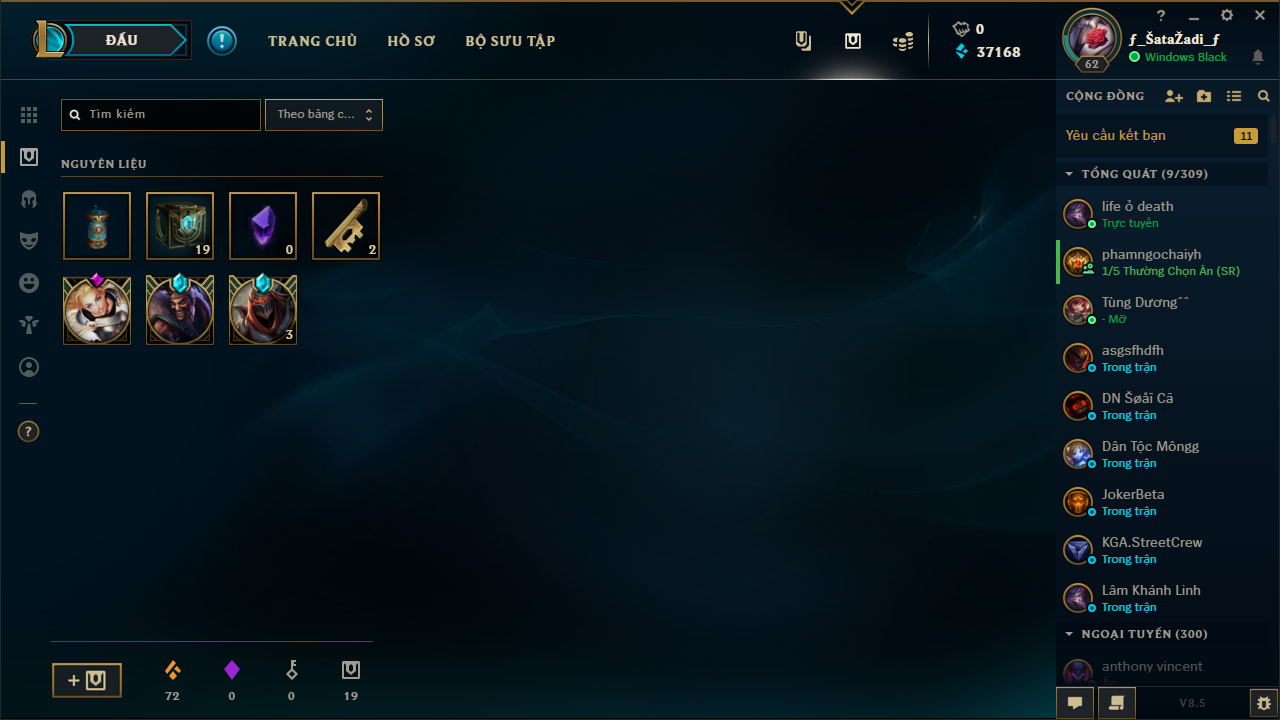 ĐẤU
TRANG CHỦ
HỒ SƠ
BỘ SƯU TẬP
0
37168
62
ƒ_ŠataŽadi_ƒ
Windows Black
Tìm kiếm
Theo bảng c...
NGUYÊN LIỆU
19
0
2
3
72
0
0
19
CỘNG ĐỒNG
Yêu cầu kết bạn
11
TỔNG QUÁT (9/309)
life ỏ death
Trực tuyến
phamngochaiyh
1/5 Thường Chọn Ẩn (SR)
Tùng Dương^^
- Mỡ
asgsfhdfh
Trong trận
DN Šøåī Cã
Trong trận
Dân Tộc Môngg
Trong trận
JokerBeta
Trong trận
KGA.StreetCrew
Trong trận
Lâm Khánh Linh
Trong trận
NGOẠI TUYẾN (300)
anthony vincent
V8.5